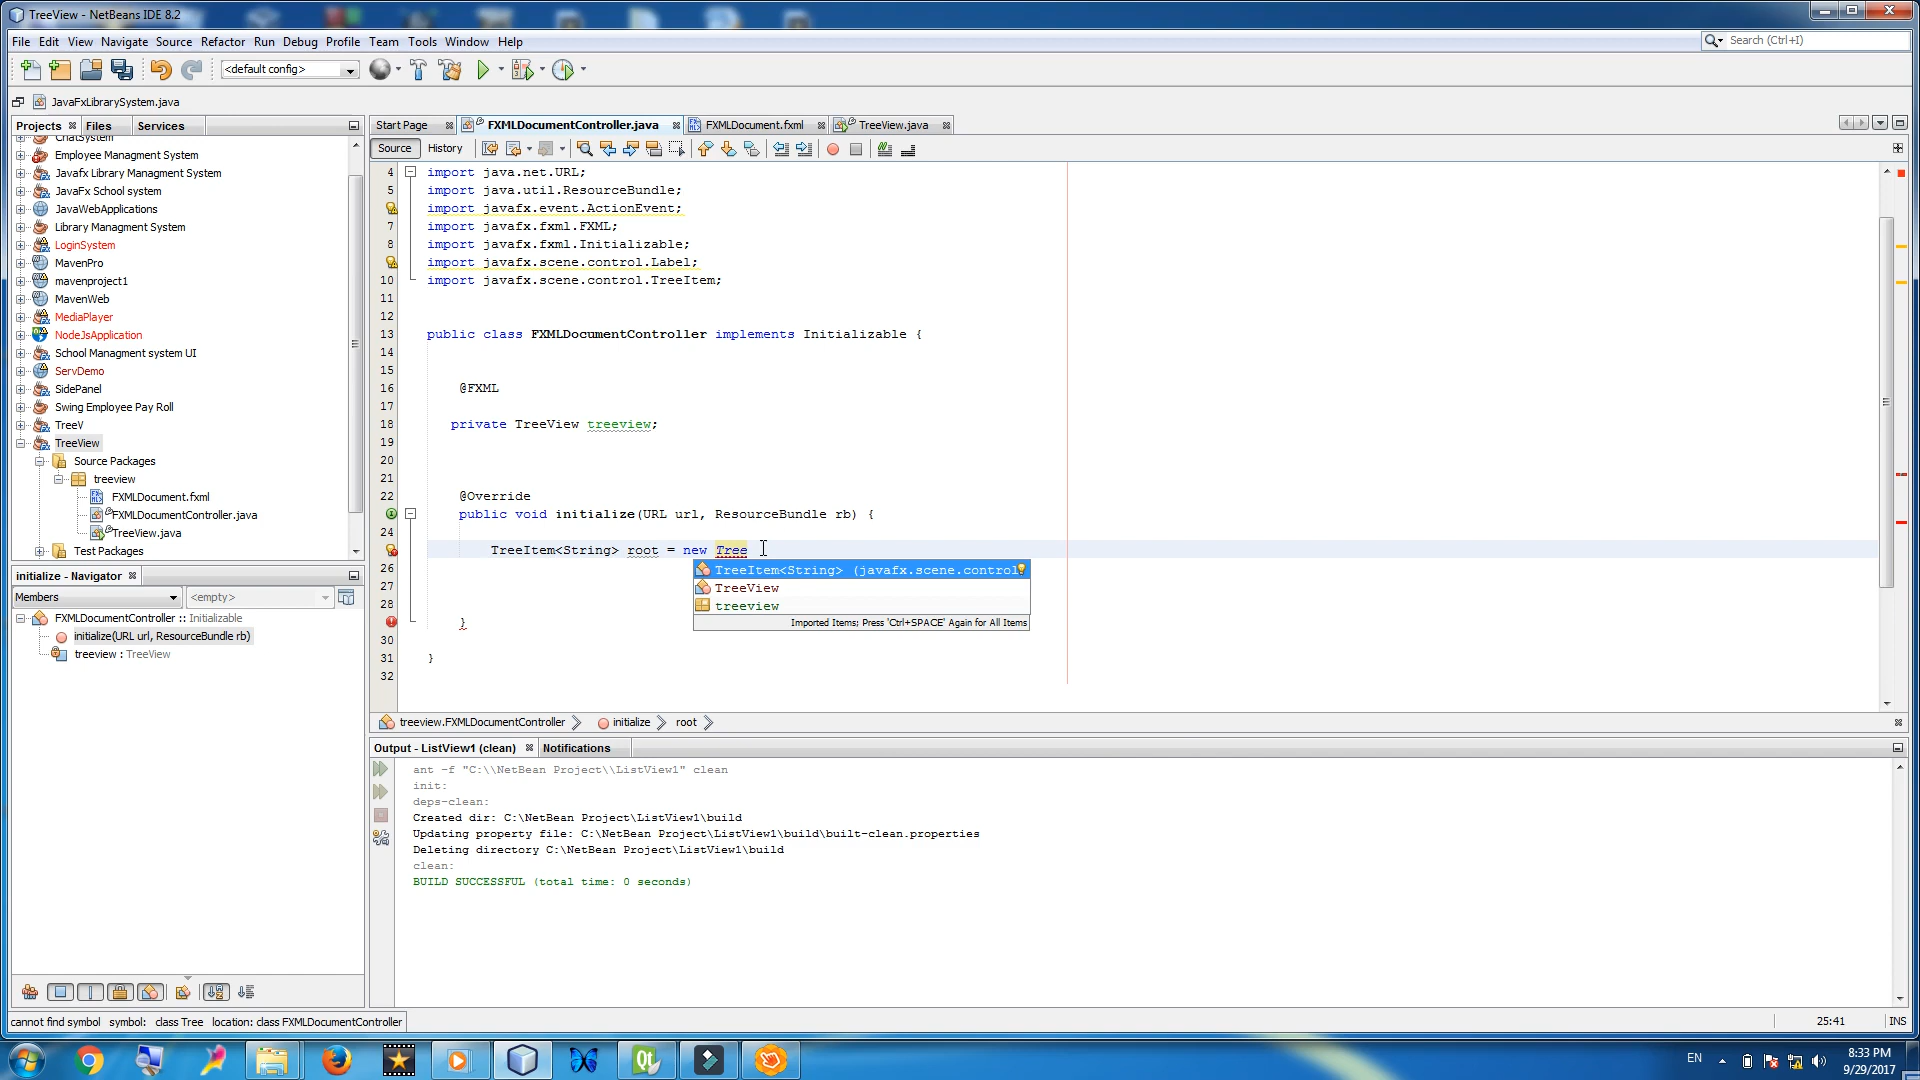 TreeView - NetBeans IDE 8.2
File Edit View Navigate Source Refactor Run Debug Profile Team Tools Window Help
Search (Ctrl+I)
<default config>
JavaFxLibrarySystem.java
Projects Files Services
ChatSystem
Employee Managment System
Javafx Library Managment System
JavaFx School system
JavaWebApplications
Library Managment System
LoginSystem
MavenPro
mavenproject1
MavenWeb
MediaPlayer
NodeJsApplication
School Managment system UI
ServDemo
SidePanel
Swing Employee Pay Roll
TreeV
TreeView
Source Packages
treeview
FXMLDocument.fxml
FXMLDocumentController.java
TreeView.java
Test Packages
initialize - Navigator
Members <empty>
FXMLDocumentController :: Initializable
initialize(URL url, ResourceBundle rb)
treeview : TreeView
Start Page FXMLDocumentController.java FXMLDocument.fxml TreeView.java
Source History
4 import java.net.URL;
5 import java.util.ResourceBundle;
import javafx.event.ActionEvent;
7 import javafx.fxml.FXML;
8 import javafx.fxml.Initializable;
import javafx.scene.control.Label;
10 import javafx.scene.control.TreeItem;
11
12
13 public class FXMLDocumentController implements Initializable {
14
15
16 @FXML
17
18 private TreeView treeview;
19
20
21
22 @Override
public void initialize(URL url, ResourceBundle rb) {
24
TreeItem<String> root = new Tree
TreeItem<String> (javafx.scene.control
26
TreeView
27
treeview
28
Imported Items; Press 'Ctrl+SPACE' Again for All Items
}
30
31 }
32
treeview.FXMLDocumentController initialize root
Output - ListView1 (clean) Notifications
ant -f "C:\\NetBean Project\\ListView1" clean
init:
deps-clean:
Created dir: C:\NetBean Project\ListView1\build
Updating property file: C:\NetBean Project\ListView1\build\built-clean.properties
Deleting directory C:\NetBean Project\ListView1\build
clean:
BUILD SUCCESSFUL (total time: 0 seconds)
cannot find symbol symbol: class Tree location: class FXMLDocumentController
25:41 INS
EN
8:33 PM
9/29/2017